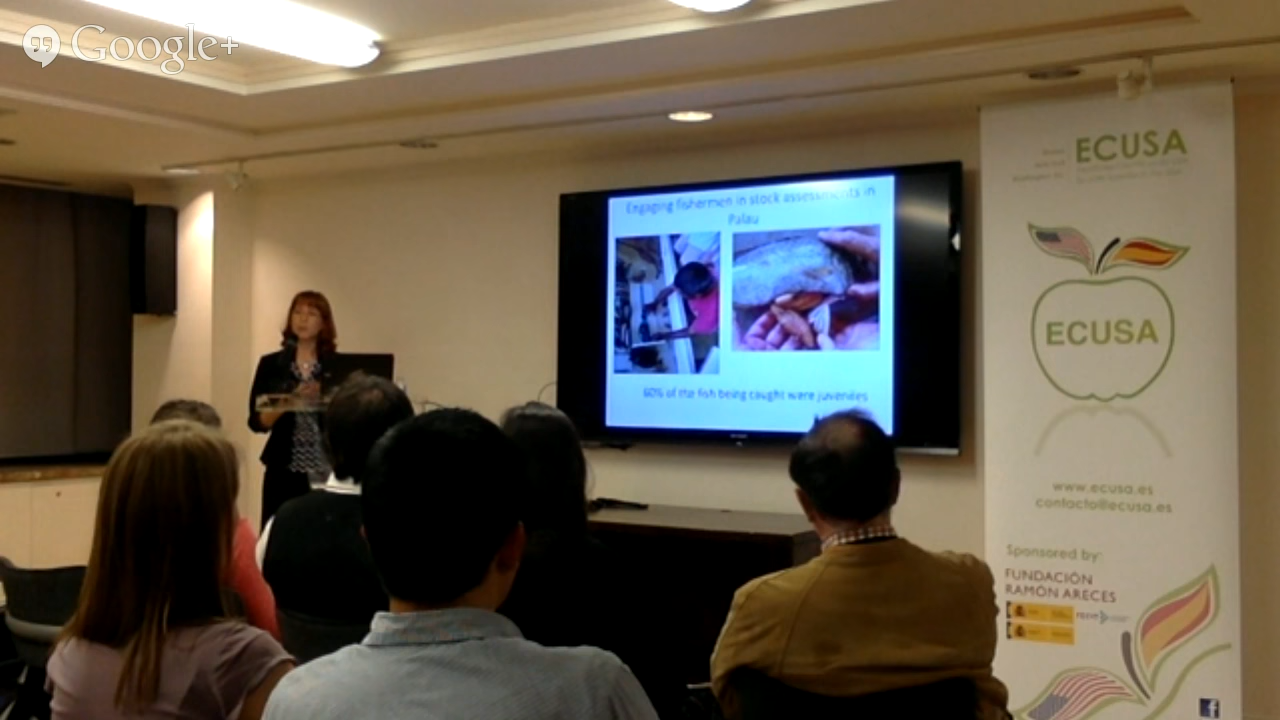 Google+
Engaging fishermen in stock assessments in
Palau
60% of the fish being caught were juveniles
ECUSA
ECUSA
www.ecusa.es
contacto@ecusa.es
Sponsored by:
FUNDACIÓN
RAMÓN ARECES